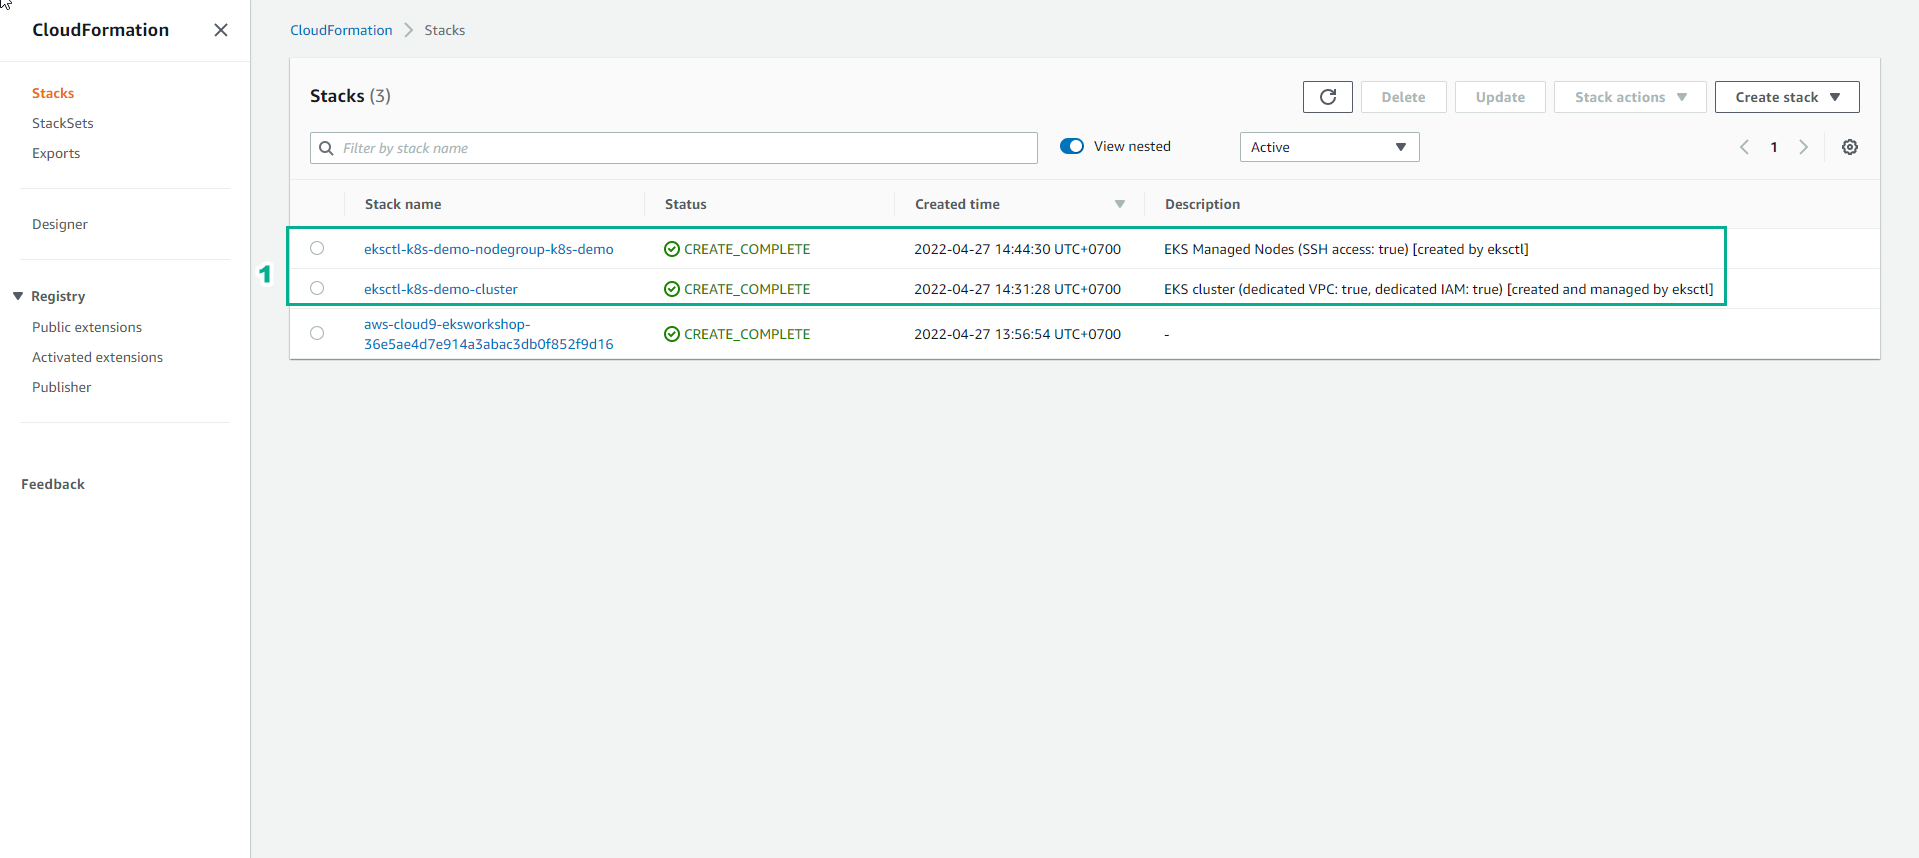 CloudFormation
Stacks
StackSets
Exports
Designer
Registry
Public extensions
Activated extensions
Publisher
Feedback
CloudFormation Stacks
Stacks (3)
Delete Update Stack actions Create stack
Filter by stack name View nested Active 1
Stack name Status Created time Description
1
eksctl-k8s-demo-nodegroup-k8s-demo CREATE_COMPLETE 2022-04-27 14:44:30 UTC+0700 EKS Managed Nodes (SSH access: true) [created by eksctl]
eksctl-k8s-demo-cluster CREATE_COMPLETE 2022-04-27 14:31:28 UTC+0700 EKS cluster (dedicated VPC: true, dedicated IAM: true) [created and managed by eksctl]
aws-cloud9-eksworkshop-
36e5ae4d7e914a3abac3db0f852f9d16 CREATE_COMPLETE 2022-04-27 13:56:54 UTC+0700 -